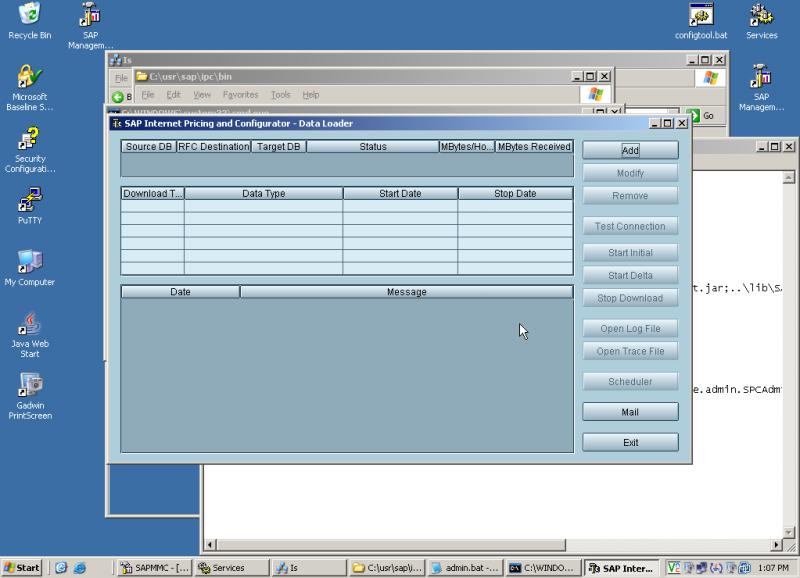 Recycle Bin
SAP Managem...
configtool.bat
Services
Microsoft Baseline S...
SAP Managem...
Security Configurati...
PuTTY
My Computer
Java Web Start
Gadwin PrintScreen
Is
File
C:\usr\sap\ipc\bin
File Edit View Favorites Tools Help
B
Go
SAP Internet Pricing and Configurator - Data Loader
Source DB RFC Destination Target DB Status MBytes/Ho... MBytes Received
Add
Modify
Remove
Download T... Data Type Start Date Stop Date
Test Connection
Start Initial
Start Delta
Stop Download
Date Message
Open Log File
Open Trace File
Scheduler
Mail
Exit
t.jar;..\lib\S
e.admin.SPCAdm
Start
SAPMMC - [...
Services
Is
C:\usr\sap\i...
admin.bat -...
C:\WINDO...
SAP Inter...
1:07 PM